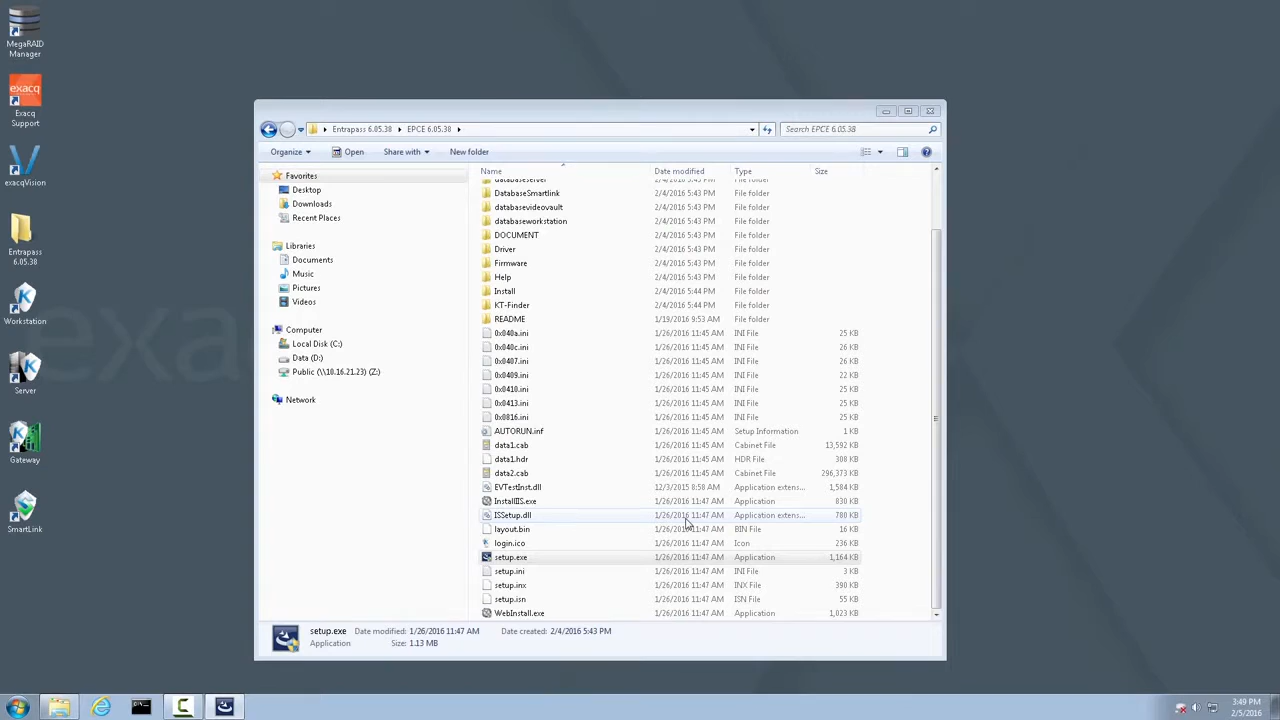 MegaRAID
Manager
exacq
Exacq
Support
exacqVision
Entrapass
6.05.38
Workstation
Server
Gateway
SmartLink
Entrapass 6.05.38 EPCE 6.05.38 Search EPCE 6.05.38
Organize Open Share with New folder
Favorites
Desktop
Downloads
Recent Places
Libraries
Documents
Music
Pictures
Videos
Computer
Local Disk (C:)
Data (D:)
Public (\\10.16.21.23) (Z:)
Network
Name Date modified Type Size
databaseserver 2/4/2016 5:43 PM File folder
DatabaseSmartlink 2/4/2016 5:43 PM File folder
databasevideovault 2/4/2016 5:43 PM File folder
databaseworkstation 2/4/2016 5:43 PM File folder
DOCUMENT 2/4/2016 5:43 PM File folder
Driver 2/4/2016 5:43 PM File folder
Firmware 2/4/2016 5:43 PM File folder
Help 2/4/2016 5:43 PM File folder
Install 2/4/2016 5:44 PM File folder
KT-Finder 2/4/2016 5:44 PM File folder
README 1/19/2016 9:53 AM File folder
0x040a.ini 1/26/2016 11:45 AM INI File 25 KB
0x040c.ini 1/26/2016 11:45 AM INI File 26 KB
0x0407.ini 1/26/2016 11:45 AM INI File 26 KB
0x0409.ini 1/26/2016 11:45 AM INI File 22 KB
0x0410.ini 1/26/2016 11:45 AM INI File 25 KB
0x0413.ini 1/26/2016 11:45 AM INI File 25 KB
0x0816.ini 1/26/2016 11:45 AM INI File 25 KB
AUTORUN.inf 1/26/2016 11:45 AM Setup Information 1 KB
data1.cab 1/26/2016 11:45 AM Cabinet File 13,592 KB
data1.hdr 1/26/2016 11:45 AM HDR File 308 KB
data2.cab 1/26/2016 11:45 AM Cabinet File 296,373 KB
EVTestInst.dll 12/3/2015 8:58 AM Application extens... 1,584 KB
InstallIIS.exe 1/26/2016 11:47 AM Application 830 KB
ISSetup.dll 1/26/2016 11:47 AM Application extens... 780 KB
layout.bin 1/26/2016 11:47 AM BIN File 16 KB
login.ico 1/26/2016 11:47 AM Icon 236 KB
setup.exe 1/26/2016 11:47 AM Application 1,164 KB
setup.ini 1/26/2016 11:47 AM INI File 3 KB
setup.inx 1/26/2016 11:47 AM INX File 390 KB
setup.isn 1/26/2016 11:47 AM ISN File 55 KB
WebInstall.exe 1/26/2016 11:47 AM Application 1,023 KB
setup.exe Date modified: 1/26/2016 11:47 AM Date created: 2/4/2016 5:43 PM
Application Size: 1.13 MB
3:49 PM
2/5/2016